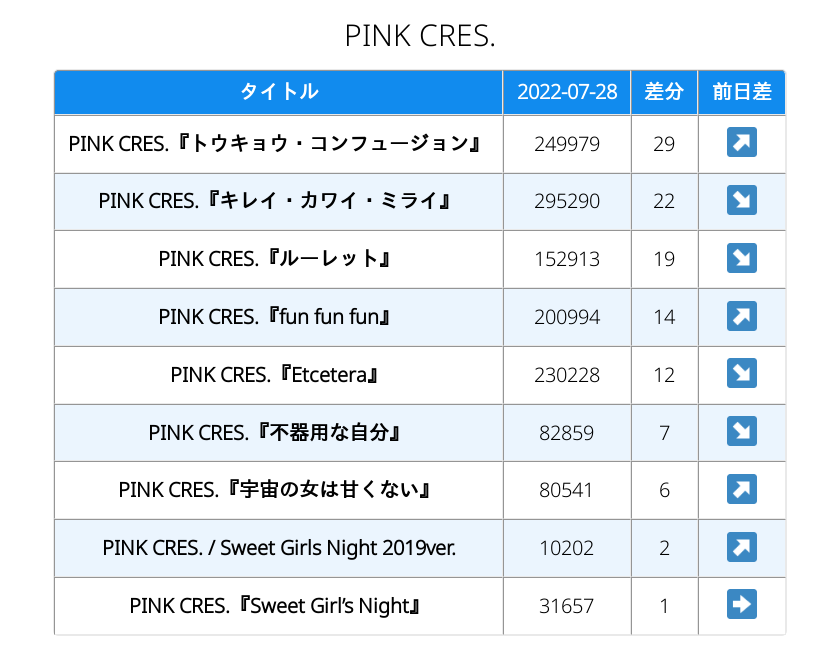 PINK CRES.
タイトル 2022-07-28 差分 前日差
PINK CRES.『トウキョウ・コンフュージョン』 249979 29
PINK CRES.『キレイ・カワイ・ミライ』 295290 22
PINK CRES.『ルーレット』 152913 19
PINK CRES.『fun fun fun』 200994 14
PINK CRES.『Etcetera』 230228 12
PINK CRES.『不器用な自分』 82859 7
PINK CRES.『宇宙の女は甘くない』 80541 6
PINK CRES. / Sweet Girls Night 2019ver. 10202 2
PINK CRES.『Sweet Girl’s Night』 31657 1